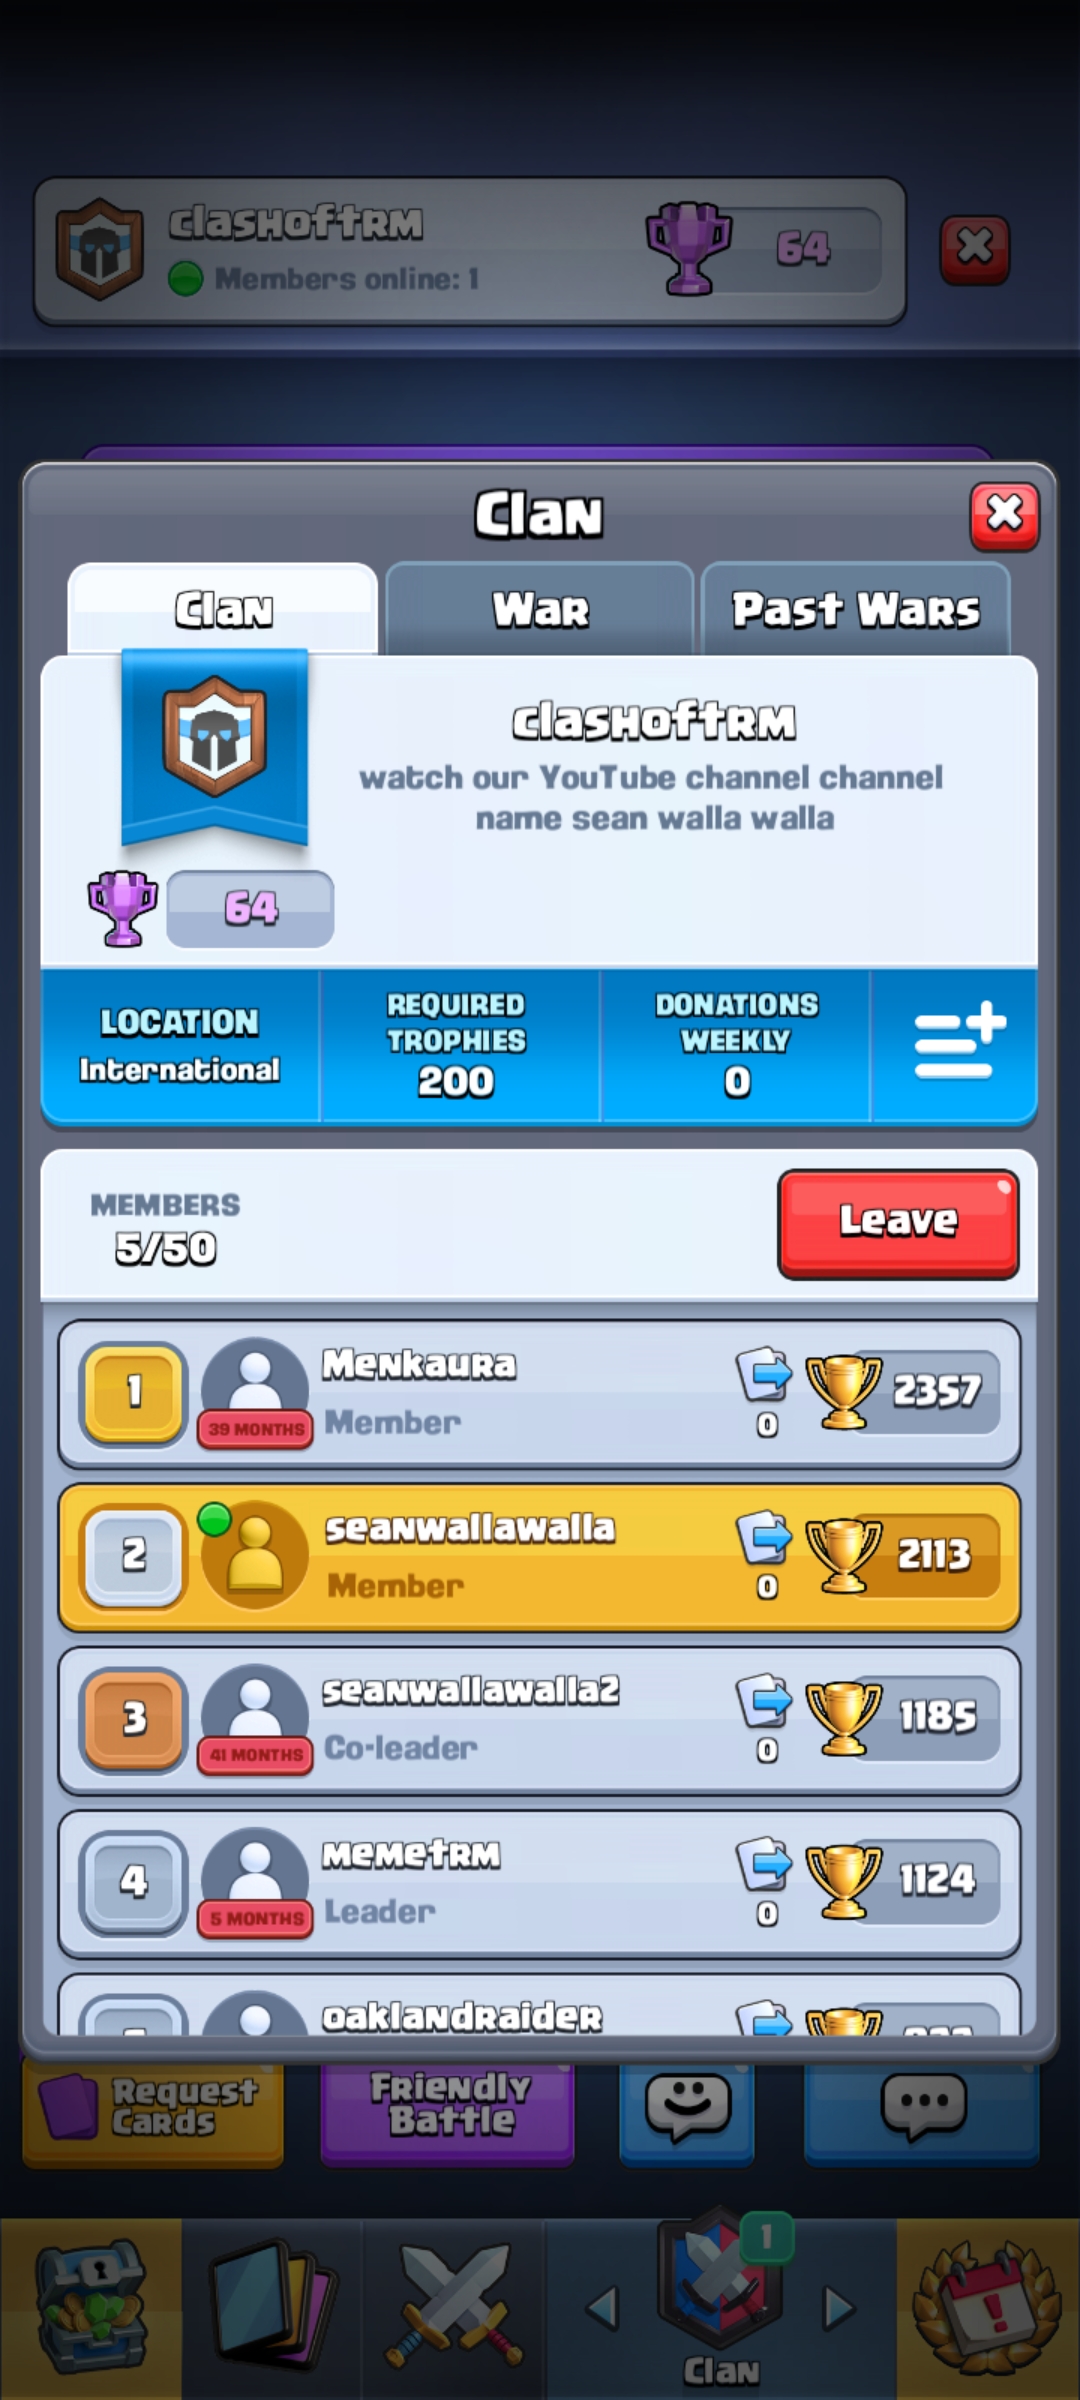 clashoftRM
Members online: 1
64
Clan
Clan
War
Past Wars
clashoftRM
watch our YouTube channel channel
name sean walla walla
64
LOCATION
International
REQUIRED
TROPHIES
200
DONATIONS
WEEKLY
0
MEMBERS
5/50
Leave
1
39 MONTHS
Menkaura
Member
0
2357
2
seanwallawalla
Member
0
2113
3
41 MONTHS
seanwallawalla2
Co-leader
0
1185
4
5 MONTHS
memetRM
Leader
0
1124
oaklandraider
Request
Cards
Friendly
Battle
1
Clan